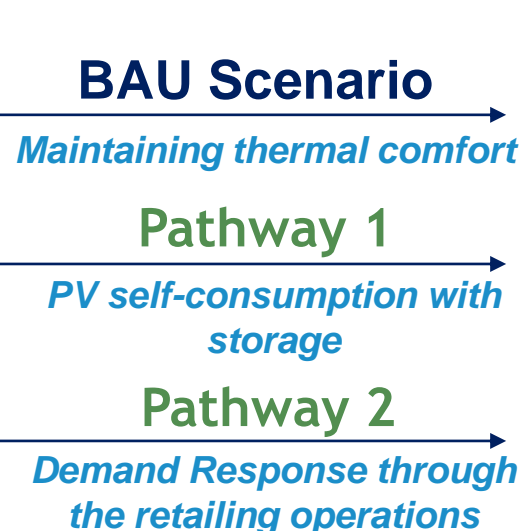 BAU Scenario
Maintaining thermal comfort
Pathway 1
PV self-consumption with
storage
Pathway 2
Demand Response through
the retailing operations